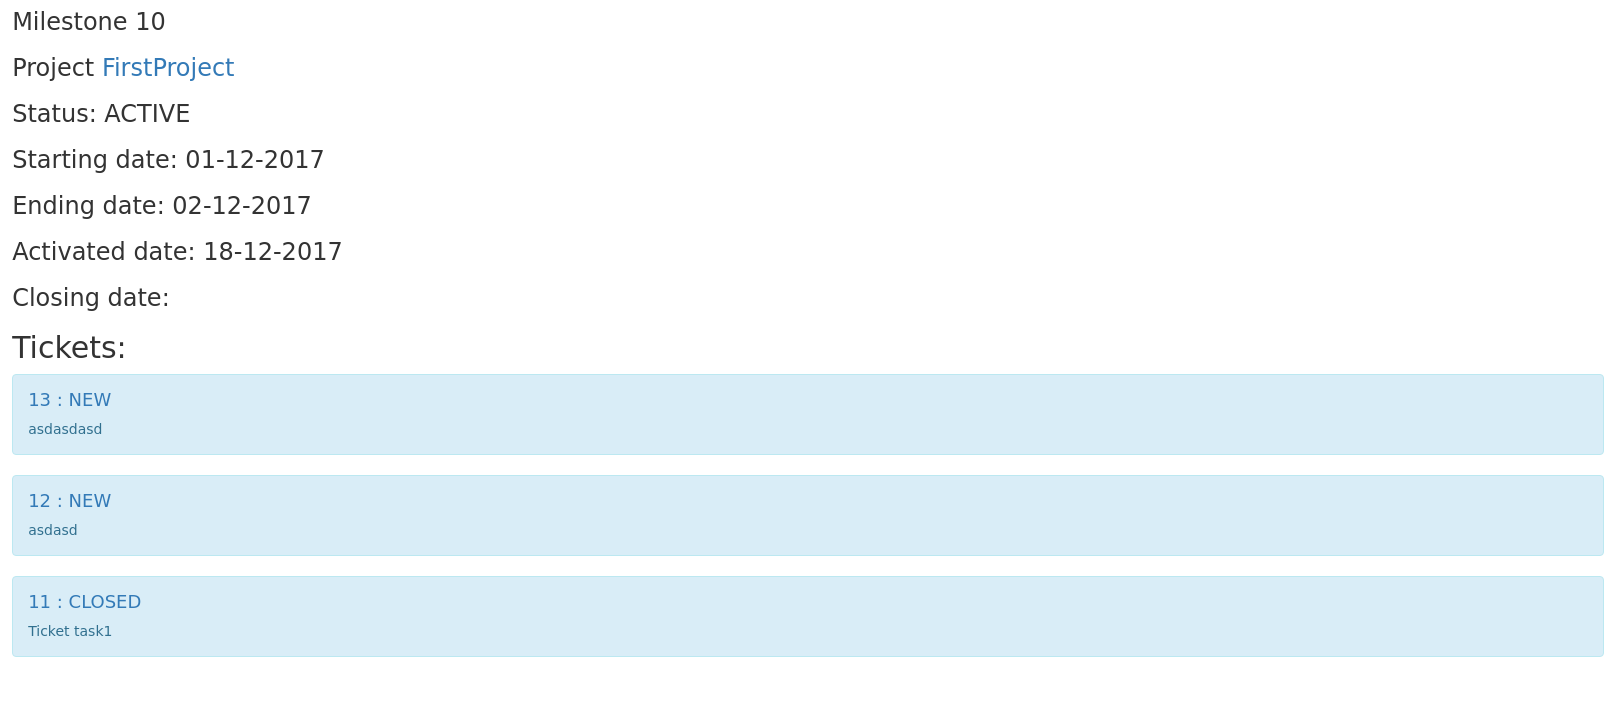 Milestone 10
Project FirstProject
Status: ACTIVE
Starting date: 01-12-2017
Ending date: 02-12-2017
Activated date: 18-12-2017
Closing date:
Tickets:
13 : NEW
asdasdasd
12 : NEW
asdasd
11 : CLOSED
Ticket task1